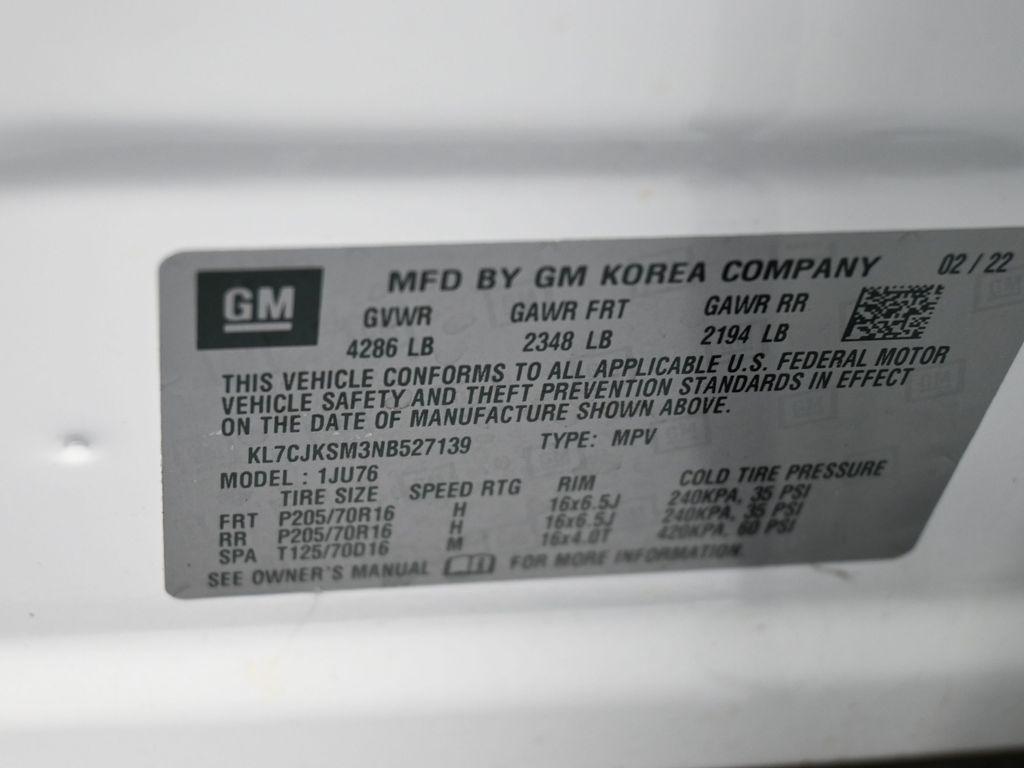 GM
MFD BY GM KOREA COMPANY 02 / 22
GVWR GAWR FRT GAWR RR
4286 LB 2348 LB 2194 LB
THIS VEHICLE CONFORMS TO ALL APPLICABLE U.S. FEDERAL MOTOR
VEHICLE SAFETY AND THEFT PREVENTION STANDARDS IN EFFECT
ON THE DATE OF MANUFACTURE SHOWN ABOVE.
KL7CJKSM3NB527139 TYPE: MPV
MODEL : 1JU76
TIRE SIZE SPEED RTG RIM COLD TIRE PRESSURE
FRT P205/70R16 H 16x6.5J 240KPA, 35 PSI
RR P205/70R16 H 16x6.5J 240KPA, 35 PSI
SPA T125/70D16 M 16x4.0T 420KPA, 60 PSI
SEE OWNER'S MANUAL FOR MORE INFORMATION.